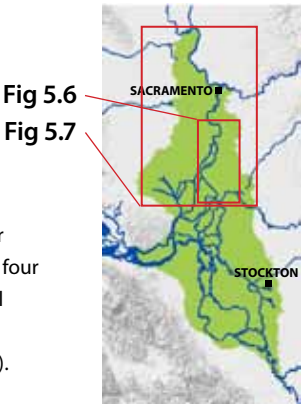 SACRAMENTO
Fig 5.6
Fig 5.7
r
four
STOCKTON
l
).